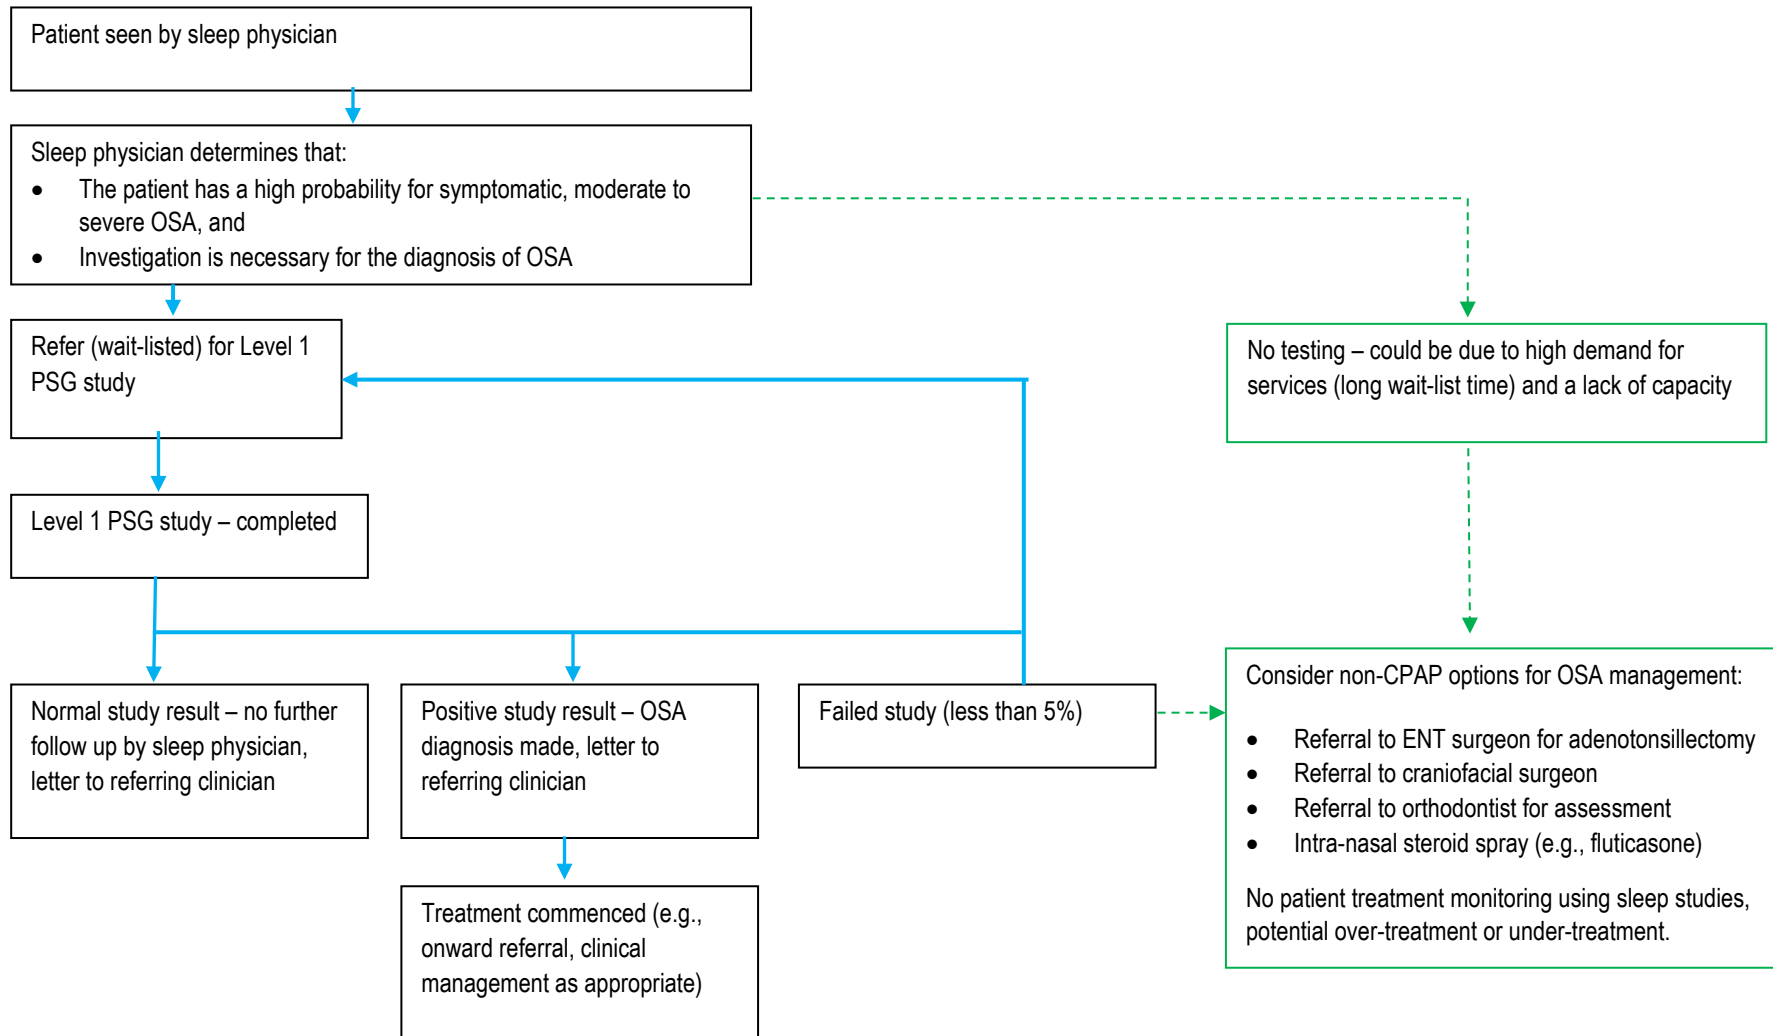 Patient seen by sleep physician
Sleep physician determines that:
• The patient has a high probability for symptomatic, moderate to
severe OSA, and
• Investigation is necessary for the diagnosis of OSA
Refer (wait-listed) for Level 1
PSG study
No testing – could be due to high demand for
services (long wait-list time) and a lack of capacity
Level 1 PSG study – completed
Normal study result – no further
follow up by sleep physician,
letter to referring clinician
Positive study result – OSA
diagnosis made, letter to
referring clinician
Failed study (less than 5%)
Consider non-CPAP options for OSA management:
• Referral to ENT surgeon for adenotonsillectomy
• Referral to craniofacial surgeon
• Referral to orthodontist for assessment
• Intra-nasal steroid spray (e.g., fluticasone)
No patient treatment monitoring using sleep studies,
potential over-treatment or under-treatment.
Treatment commenced (e.g.,
onward referral, clinical
management as appropriate)